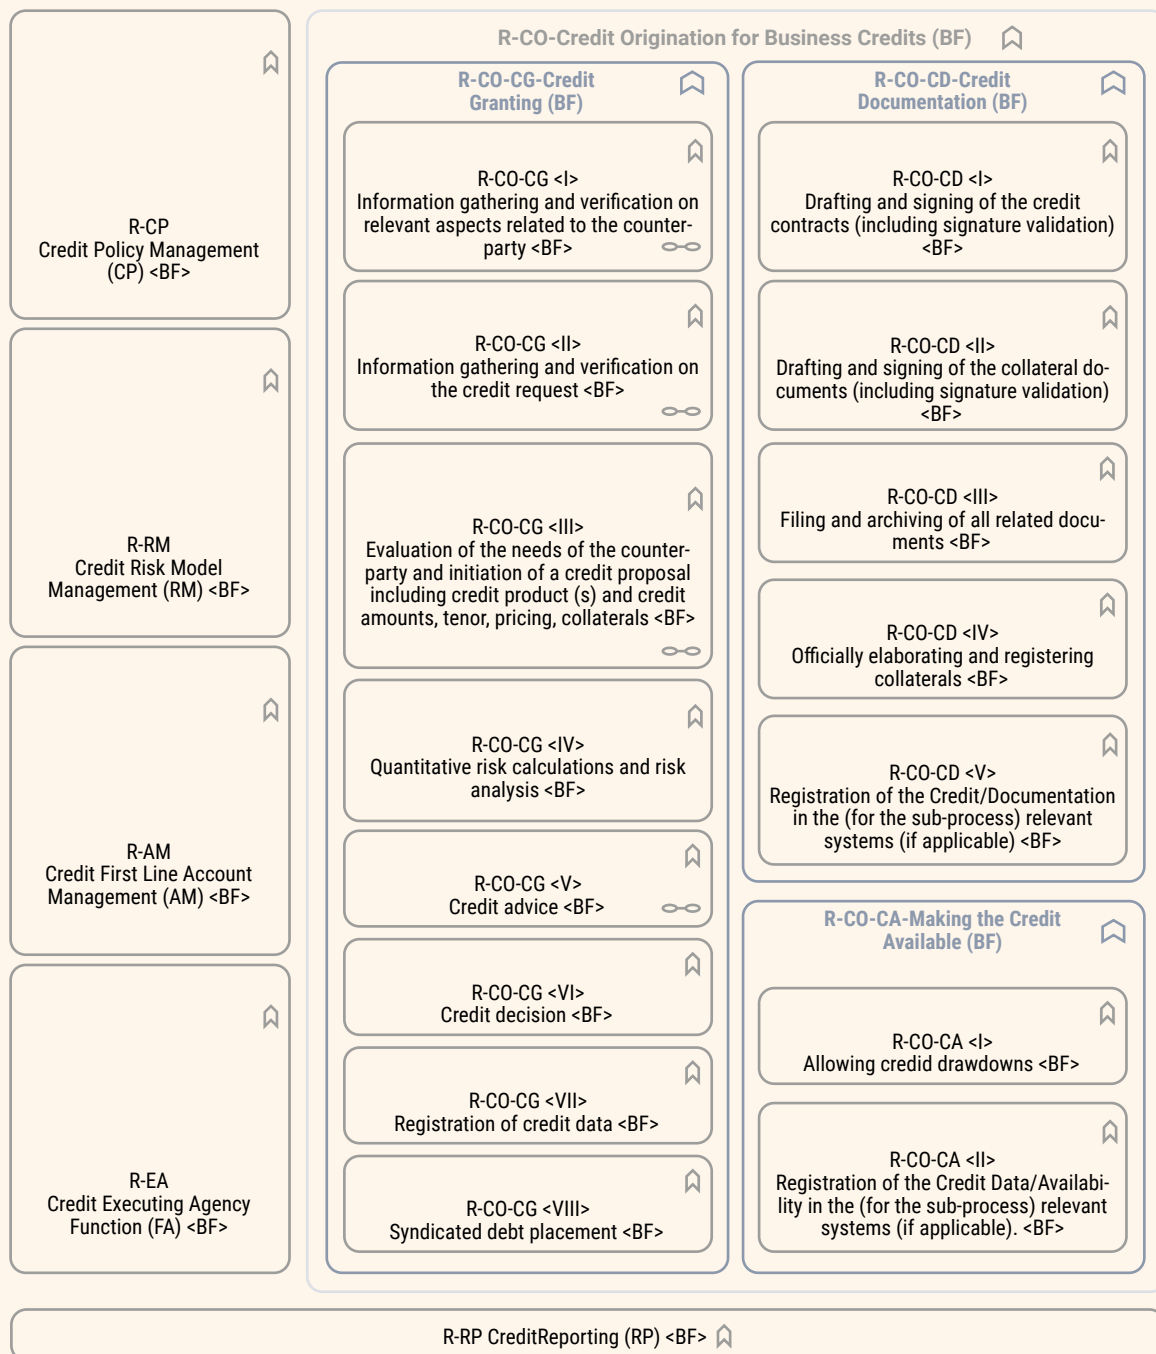 R-CP
Credit Policy Management
(CP) <BF>
R-RM
Credit Risk Model
Management (RM) <BF>
R-AM
Credit First Line Account
Management (AM) <BF>
R-EA
Credit Executing Agency
Function (FA) <BF>
R-CO-Credit Origination for Business Credits (BF)
R-CO-CG-Credit
Granting (BF)
R-CO-CG <I>
Information gathering and verification on
relevant aspects related to the counter-
party <BF>
R-CO-CG <II>
Information gathering and verification on
the credit request <BF>
R-CO-CG <III>
Evaluation of the needs of the counter-
party and initiation of a credit proposal
including credit product (s) and credit
amounts, tenor, pricing, collaterals <BF>
R-CO-CG <IV>
Quantitative risk calculations and risk
analysis <BF>
R-CO-CG <V>
Credit advice <BF>
R-CO-CG <VI>
Credit decision <BF>
R-CO-CG <VII>
Registration of credit data <BF>
R-CO-CG <VIII>
Syndicated debt placement <BF>
R-CO-CD-Credit
Documentation (BF)
R-CO-CD <I>
Drafting and signing of the credit
contracts (including signature validation)
<BF>
R-CO-CD <II>
Drafting and signing of the collateral do-
cuments (including signature validation)
<BF>
R-CO-CD <III>
Filing and archiving of all related docu-
ments <BF>
R-CO-CD <IV>
Officially elaborating and registering
collaterals <BF>
R-CO-CD <V>
Registration of the Credit/Documentation
in the (for the sub-process) relevant
systems (if applicable) <BF>
R-CO-CA-Making the Credit
Available (BF)
R-CO-CA <I>
Allowing credid drawdowns <BF>
R-CO-CA <II>
Registration of the Credit Data/Availabi-
lity in the (for the sub-process) relevant
systems (if applicable). <BF>
R-RP CreditReporting (RP) <BF>